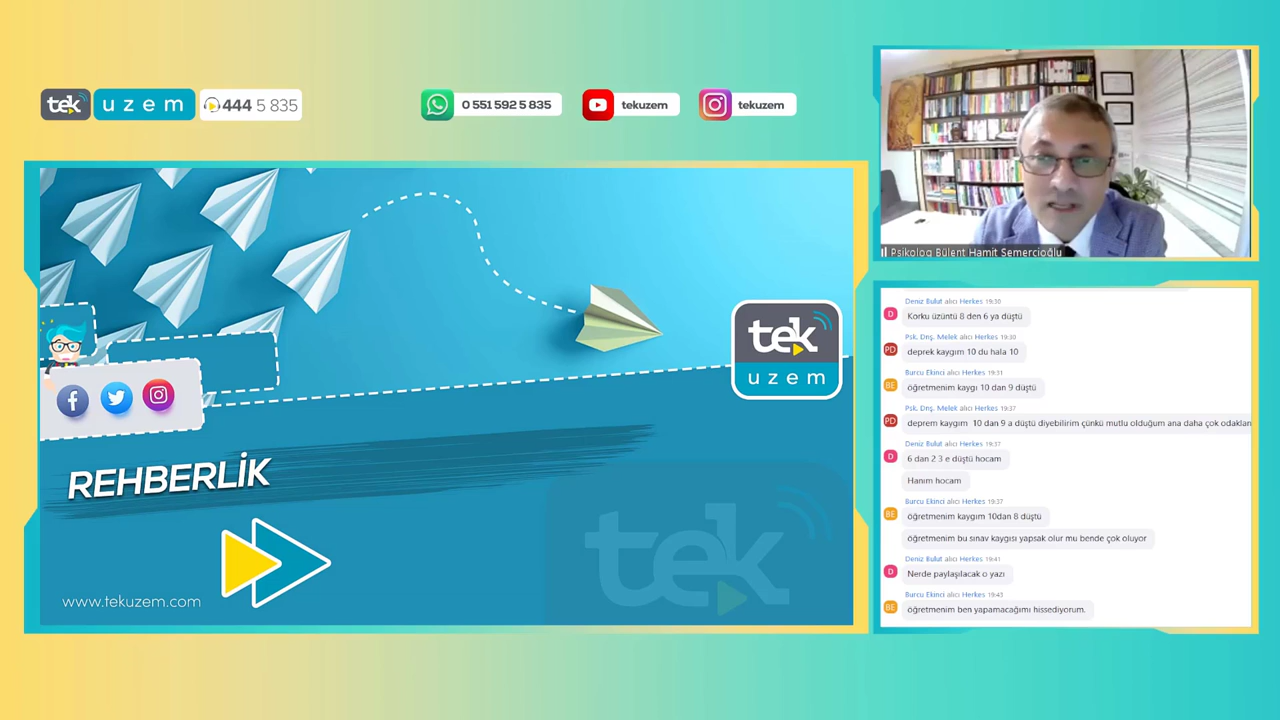 tek uzem 444 5 835
0 551 592 5 835
tekuzem
tekuzem
tek
uzem
REHBERLİK
tek
www.tekuzem.com
Psikolog Bülent Hamit Semercioğlu
Deniz Bulut alıcı Herkes 19:30
D
Korku üzüntü 8 den 6 ya düştü
Psk. Dnş. Melek alıcı Herkes 19:30
PD
deprek kaygım 10 du hala 10
Burcu Ekinci alıcı Herkes 19:31
BE
öğretmenim kaygı 10 dan 9 düştü
Psk. Dnş. Melek alıcı Herkes 19:37
PD
deprem kaygım 10 dan 9 a düştü diyebilirim çünkü mutlu olduğum ana daha çok odaklan
Deniz Bulut alıcı Herkes 19:37
D
6 dan 2 3 e düştü hocam
Hanım hocam
Burcu Ekinci alıcı Herkes 19:37
BE
öğretmenim kaygım 10dan 8 düştü
öğretmenim bu sınav kaygısı yapsak olur mu bende çok oluyor
Deniz Bulut alıcı Herkes 19:41
D
Nerde paylaşılacak o yazı
Burcu Ekinci alıcı Herkes 19:43
BE
öğretmenim ben yapamacağımı hissediyorum.